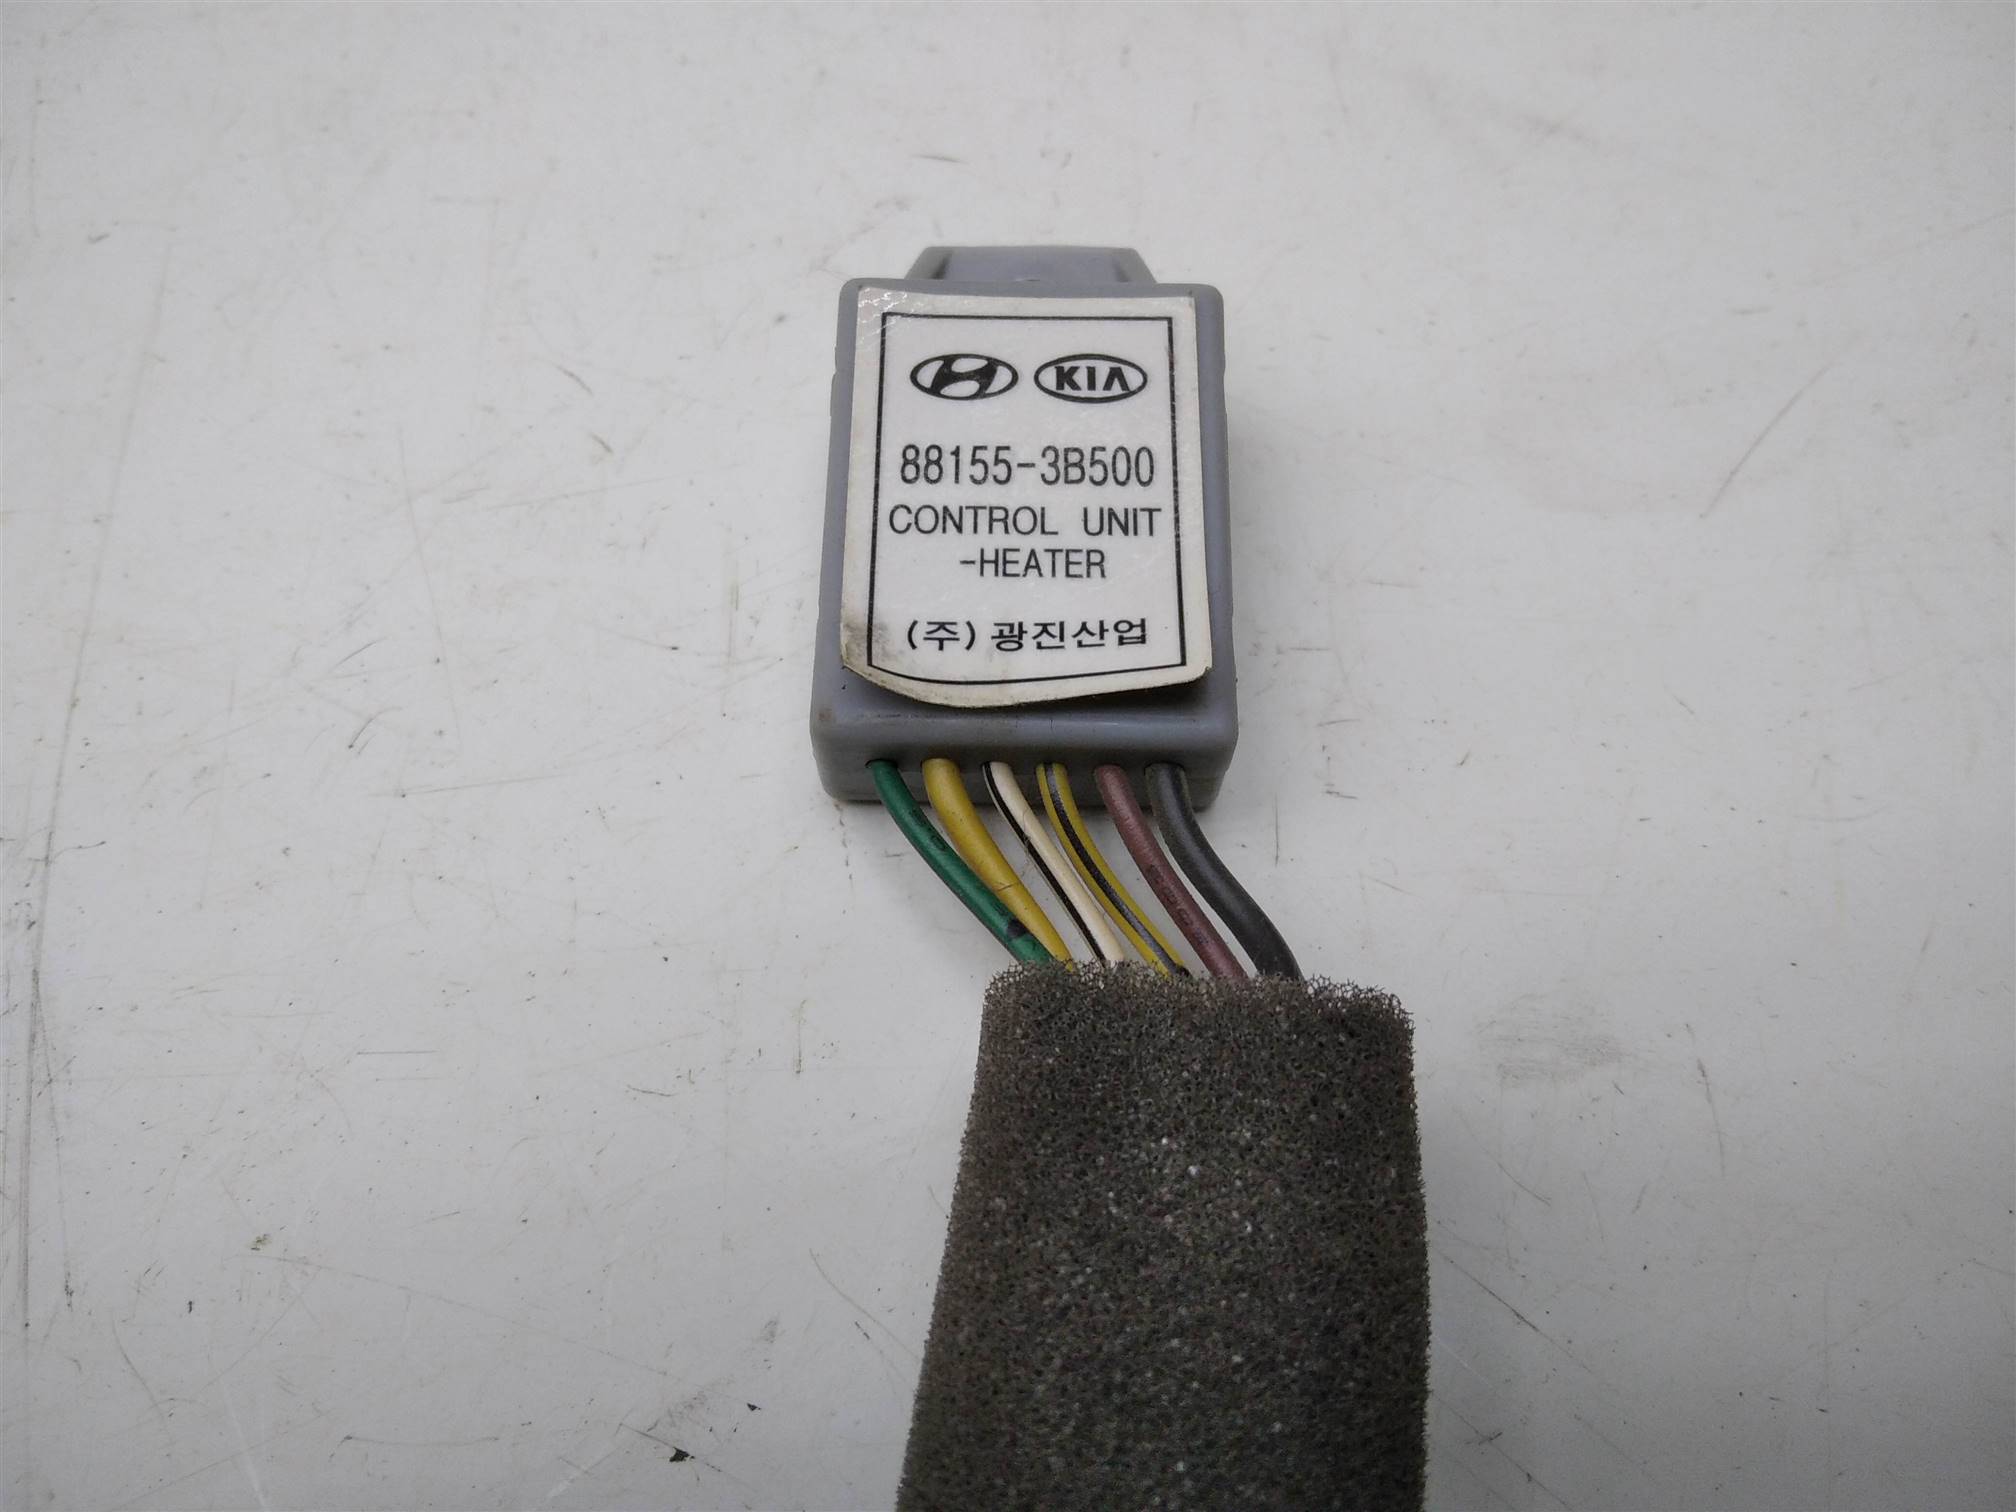 KIA
88155-3B500
CONTROL UNIT
-HEATER
(주) 광진산업